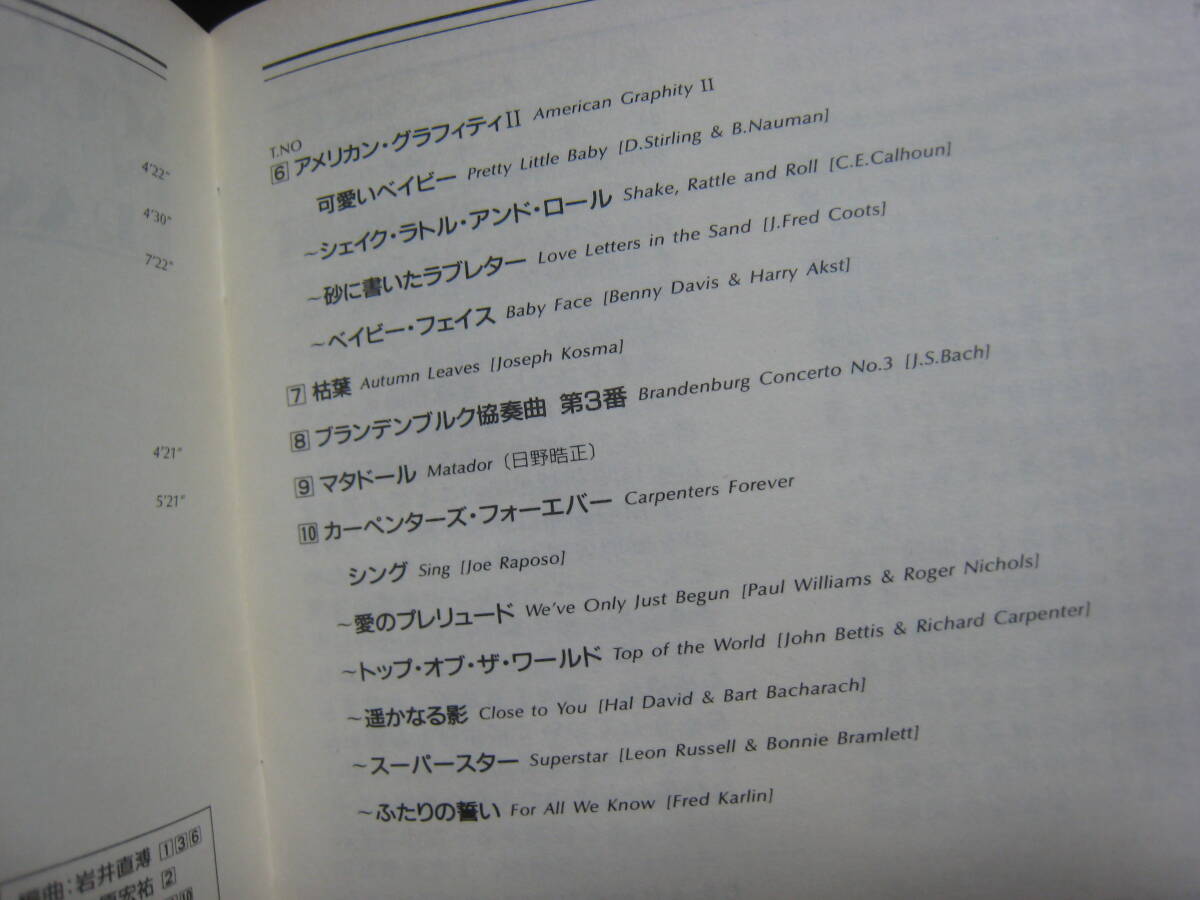 4'22"
4'30"
7'22"
4'21"
5'21"
編曲：岩井直溥 1 3 6
宏祐 2
10
T.NO
6 アメリカン・グラフィティII American Graphity II
可愛いベイビー Pretty Little Baby [D.Stirling & B.Nauman]
～シェイク・ラトル・アンド・ロール Shake, Rattle and Roll [C.E.Calhoun]
～砂に書いたラブレター Love Letters in the Sand [J.Fred Coots]
～ベイビー・フェイス Baby Face [Benny Davis & Harry Akst]
7 枯葉 Autumn Leaves [Joseph Kosma]
8 ブランデンブルク協奏曲 第3番 Brandenburg Concerto No.3 [J.S.Bach]
9 マタドール Matador（日野晧正）
10 カーペンターズ・フォーエバー Carpenters Forever
シング Sing [Joe Raposo]
～愛のプレリュード We've Only Just Begun [Paul Williams & Roger Nichols]
～トップ・オブ・ザ・ワールド Top of the World [John Bettis & Richard Carpenter]
～遥かなる影 Close to You [Hal David & Bart Bacharach]
～スーパースター Superstar [Leon Russell & Bonnie Bramlett]
～ふたりの誓い For All We Know [Fred Karlin]